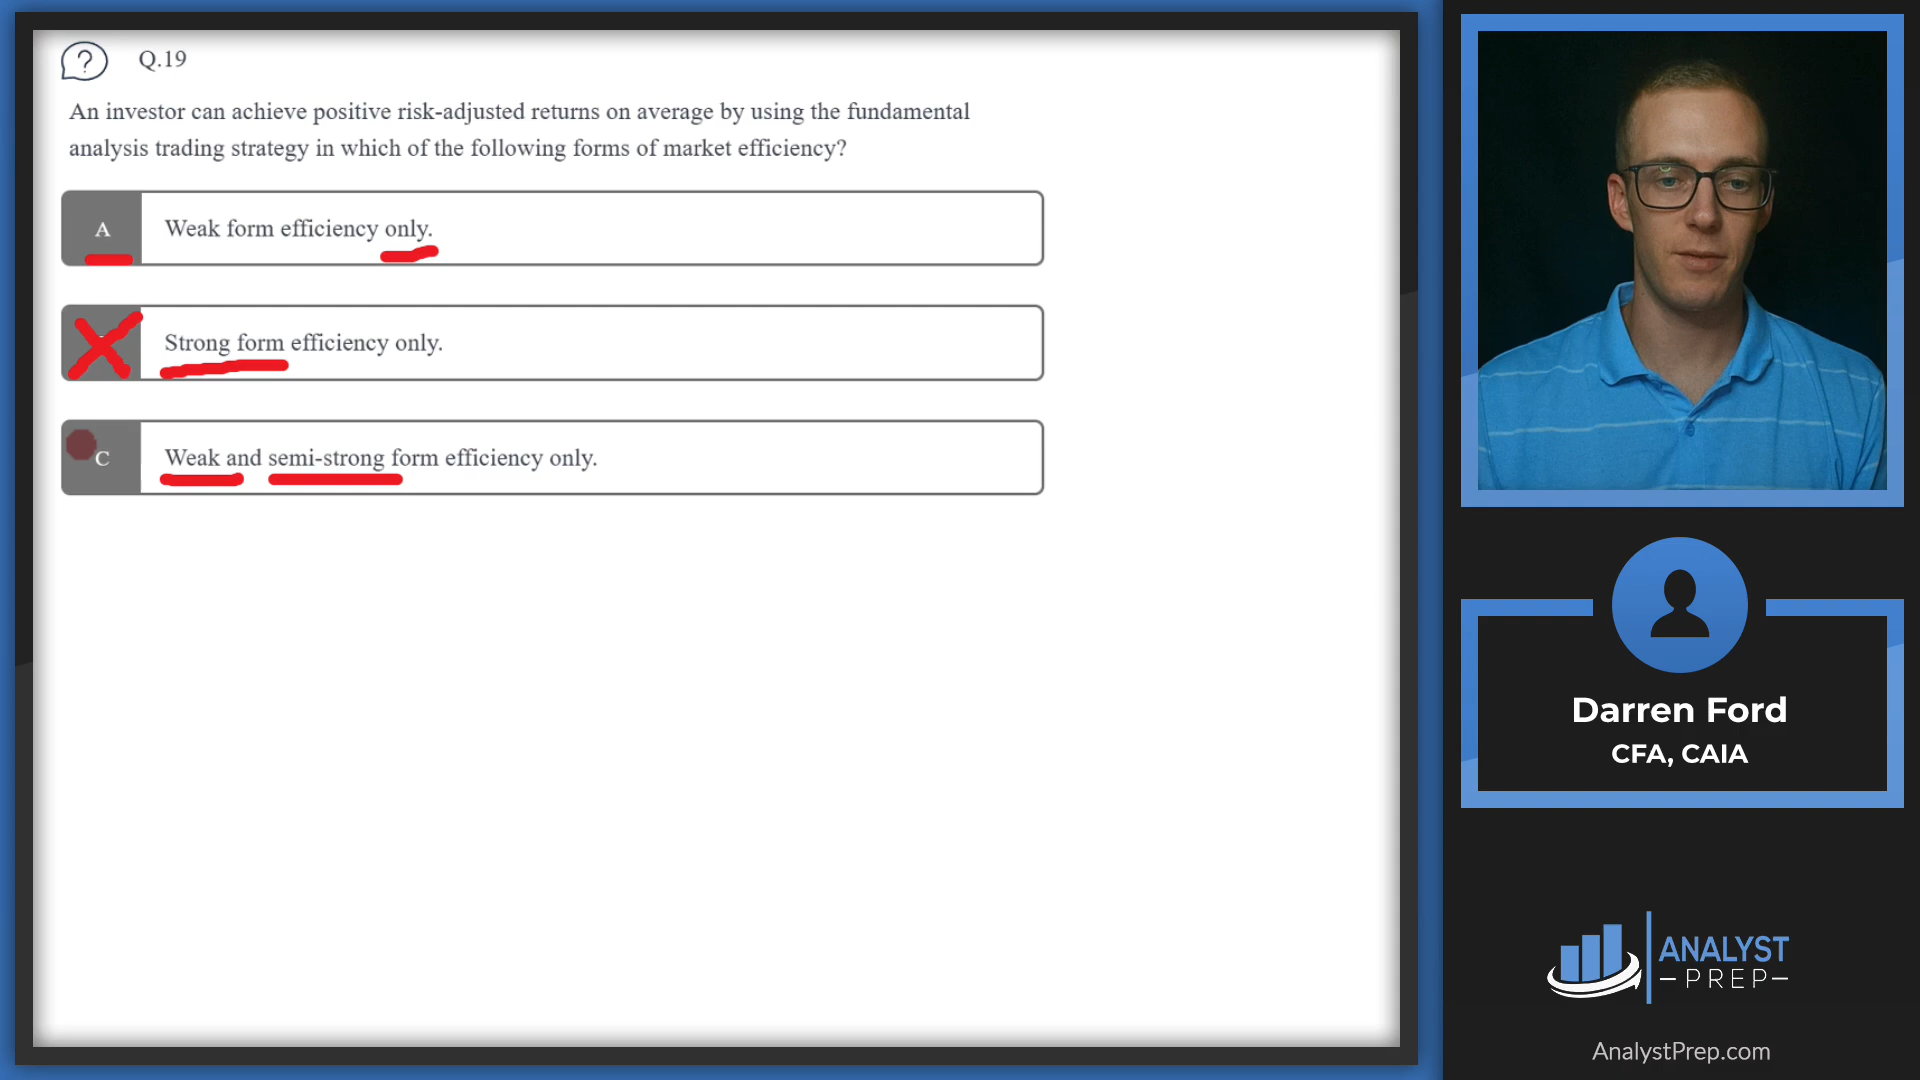 ?
Q.19
An investor can achieve positive risk-adjusted returns on average by using the fundamental
analysis trading strategy in which of the following forms of market efficiency?
A
Weak form efficiency only.
Strong form efficiency only.
C
Weak and semi-strong form efficiency only.
Darren Ford
CFA, CAIA
ANALYST
PREP
AnalystPrep.com